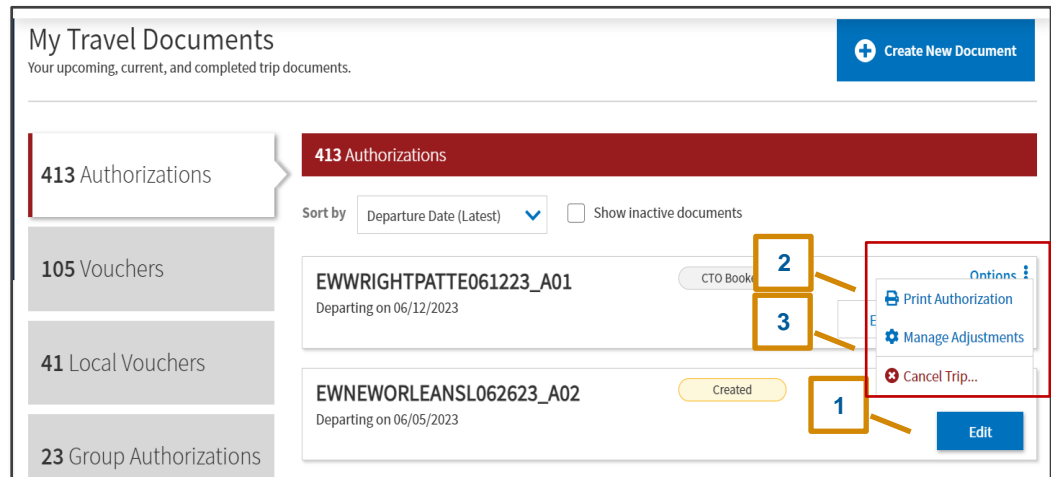 My Travel Documents
Your upcoming, current, and completed trip documents.
Create New Document
413 Authorizations
105 Vouchers
41 Local Vouchers
23 Group Authorizations
413 Authorizations
Sort by Departure Date (Latest) Show inactive documents
EWWRIGHTPATTE061223_A01
Departing on 06/12/2023
CTO Booke
2
Options
Print Authorization
3
E
Manage Adjustments
Cancel Trip...
EWNEWORLEANSL062623_A02
Departing on 06/05/2023
Created
1
Edit